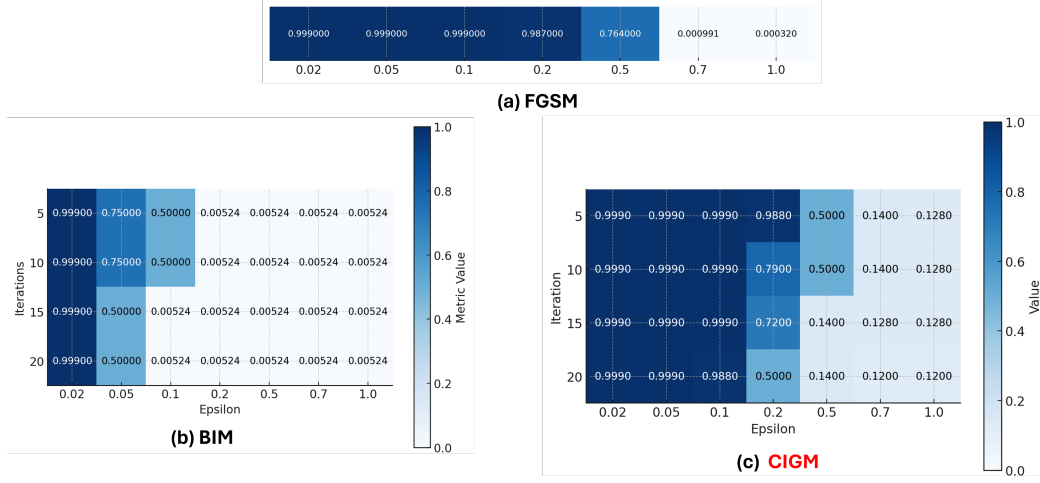 0.999000 0.999000 0.999000 0.987000 0.764000 0.000991 0.000320
0.02 0.05 0.1 0.2 0.5 0.7 1.0
(a) FGSM
Iterations
5 0.99900 0.75000 0.50000 0.00524 0.00524 0.00524 0.00524
10 0.99900 0.75000 0.50000 0.00524 0.00524 0.00524 0.00524
15 0.99900 0.50000 0.00524 0.00524 0.00524 0.00524 0.00524
20 0.99900 0.50000 0.00524 0.00524 0.00524 0.00524 0.00524
0.02 0.05 0.1 0.2 0.5 0.7 1.0
Epsilon
1.0
0.8
0.6
0.4
0.2
0.0
Metric Value
(b) BIM
Iteration
5 0.9990 0.9990 0.9990 0.9880 0.5000 0.1400 0.1280
10 0.9990 0.9990 0.9990 0.7900 0.5000 0.1400 0.1280
15 0.9990 0.9990 0.9990 0.7200 0.1400 0.1280 0.1280
20 0.9990 0.9990 0.9880 0.5000 0.1400 0.1200 0.1200
0.02 0.05 0.1 0.2 0.5 0.7 1.0
Epsilon
1.0
0.8
0.6
0.4
0.2
0.0
Value
(c) CIGM